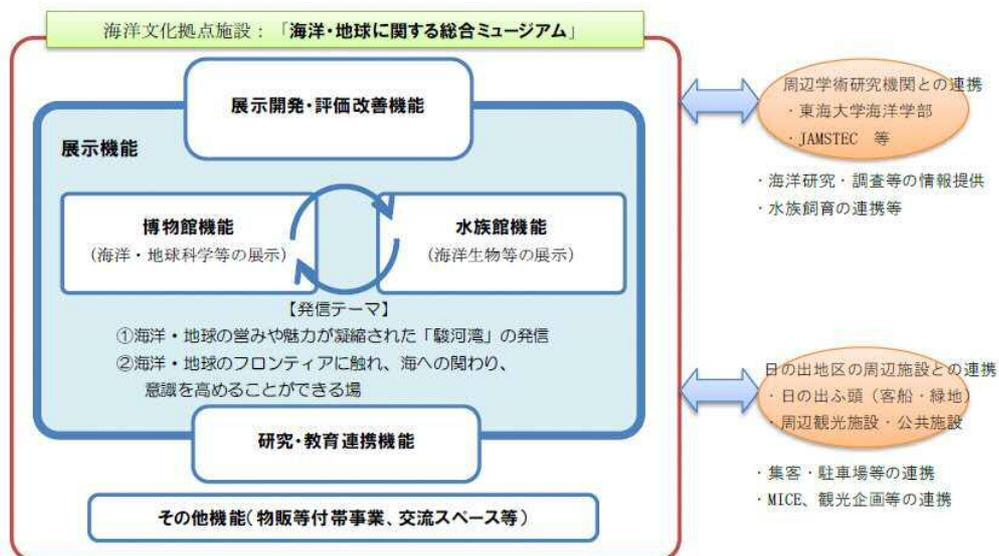 海洋文化拠点施設：「海洋・地球に関する総合ミュージアム」
展示開発・評価改善機能
展示機能
博物館機能
（海洋・地球科学等の展示）
水族館機能
（海洋生物等の展示）
【発信テーマ】
①海洋・地球の営みや魅力が凝縮された「駿河湾」の発信
②海洋・地球のフロンティアに触れ、海への関わり、
意識を高めることができる場
研究・教育連携機能
その他機能（物販等付帯事業、交流スペース等）
周辺学術研究機関との連携
・東海大学海洋学部
・JAMSTEC 等
・海洋研究・調査等の情報提供
・水族飼育の連携等
日の出地区の周辺施設との連携
・日の出ふ頭（客船・緑地）
・周辺観光施設・公共施設
・集客・駐車場等の連携
・MICE、観光企画等の連携